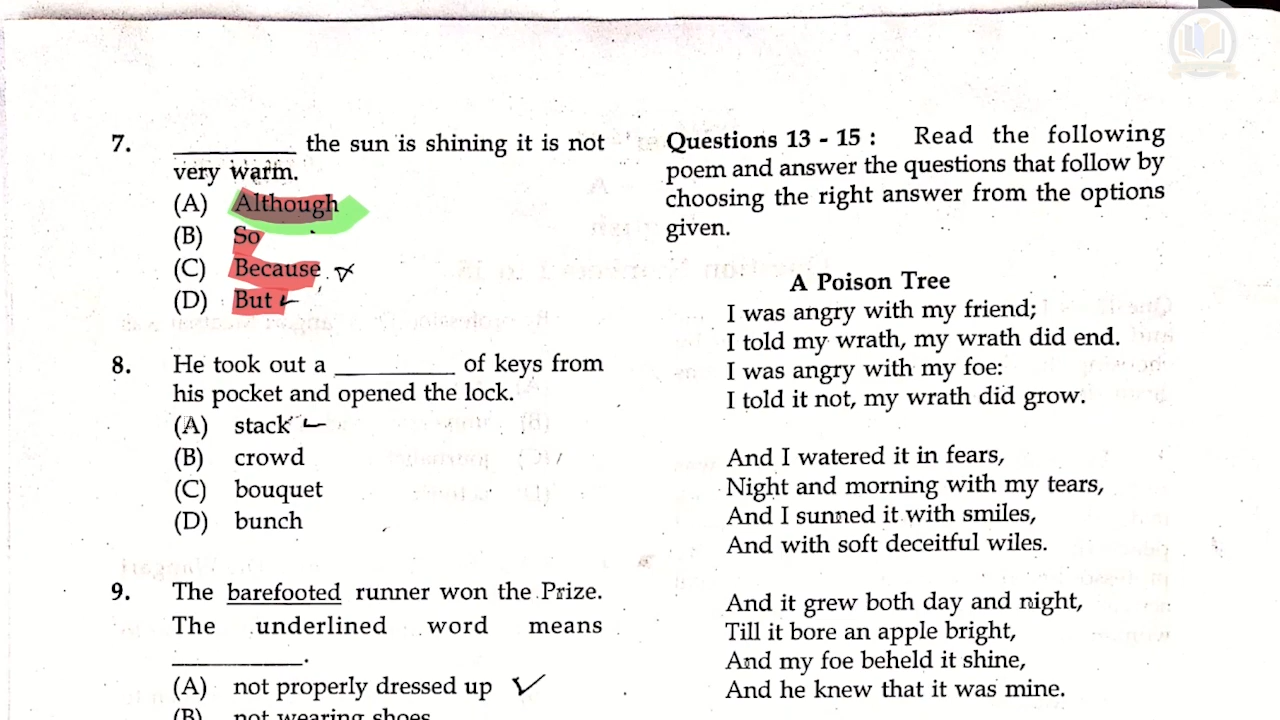 7. __________ the sun is shining it is not
very warm.
(A) Although
(B) So
(C) Because
(D) But
8. He took out a __________ of keys from
his pocket and opened the lock.
(A) stack
(B) crowd
(C) bouquet
(D) bunch
9. The barefooted runner won the Prize.
The underlined word means
__________.
(A) not properly dressed up
(B) not wearing shoes
Questions 13 - 15 : Read the following
poem and answer the questions that follow by
choosing the right answer from the options
given.
A Poison Tree
I was angry with my friend;
I told my wrath, my wrath did end.
I was angry with my foe:
I told it not, my wrath did grow.
And I watered it in fears,
Night and morning with my tears,
And I sunned it with smiles,
And with soft deceitful wiles.
And it grew both day and night,
Till it bore an apple bright,
And my foe beheld it shine,
And he knew that it was mine.